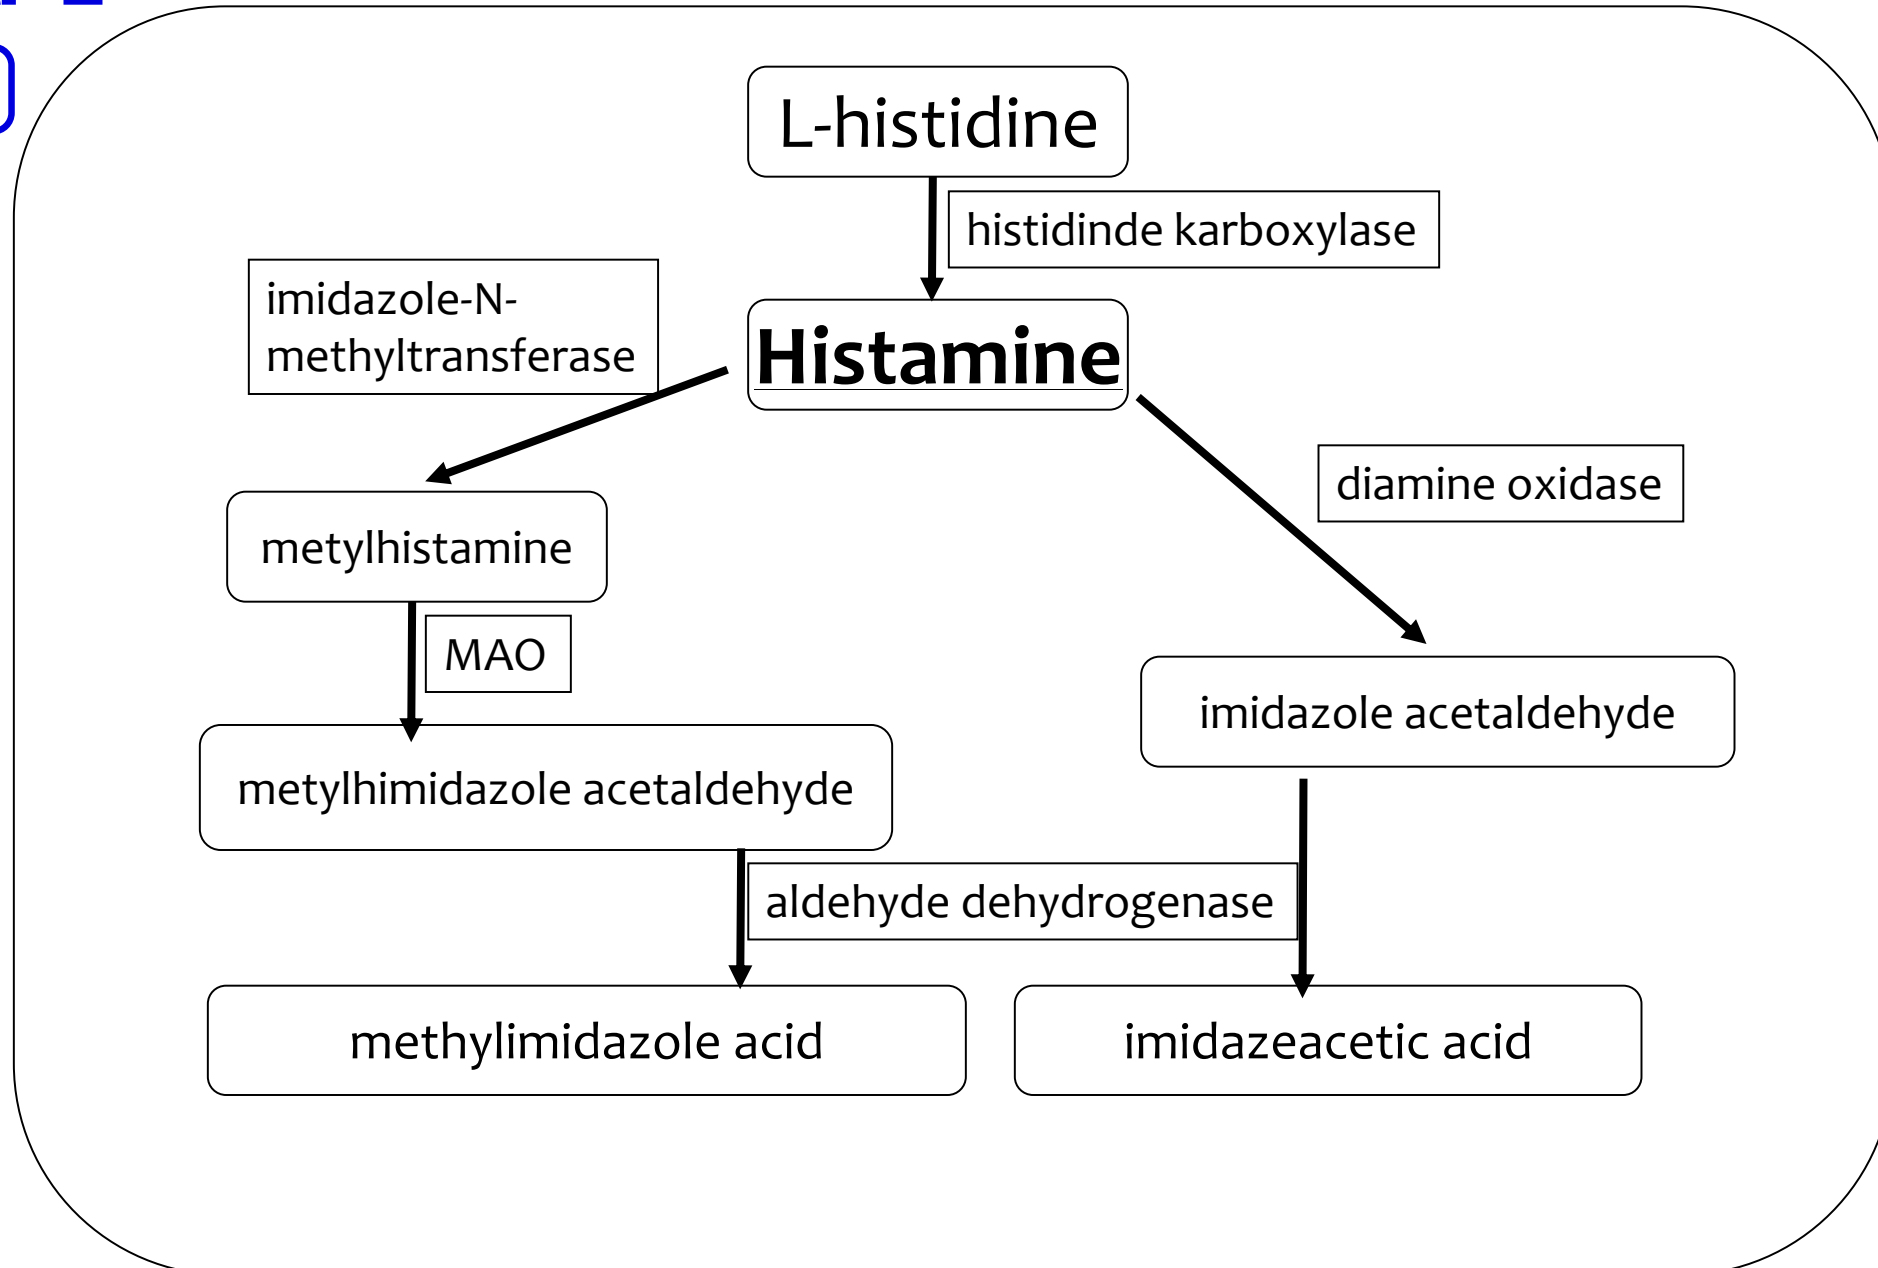 L-histidine
histidinde karboxylase
imidazole-N-
methyltransferase
Histamine
diamine oxidase
metylhistamine
MAO
imidazole acetaldehyde
metylhimidazole acetaldehyde
aldehyde dehydrogenase
methylimidazole acid
imidazeacetic acid